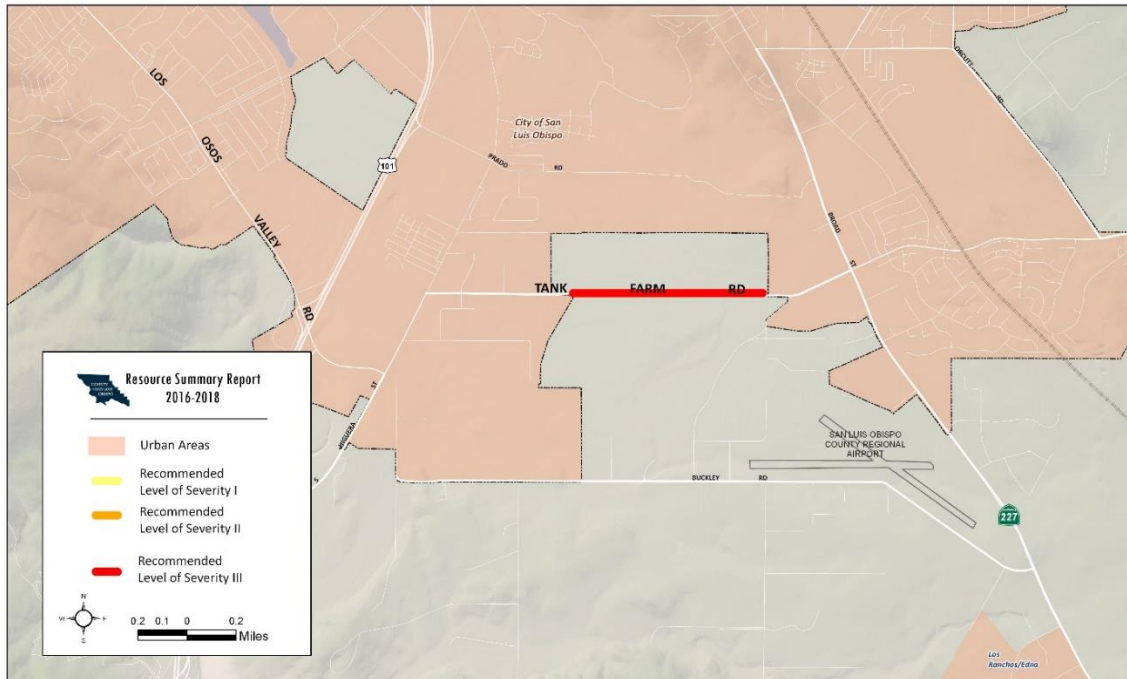 LOS
OSOS
VALLEY
RD
101
City of San
Luis Obispo
PRADO RD
ORCUTT RD
BROAD ST
TANK FARM RD
HIGUERA ST
S
SAN LUIS OBISPO
COUNTY REGIONAL
AIRPORT
BUCKLEY RD
227
Los
Ranchos/Edna
Resource Summary Report
2016-2018
Urban Areas
Recommended
Level of Severity I
Recommended
Level of Severity II
Recommended
Level of Severity III
N
W E
S
0.2 0.1 0 0.2
Miles